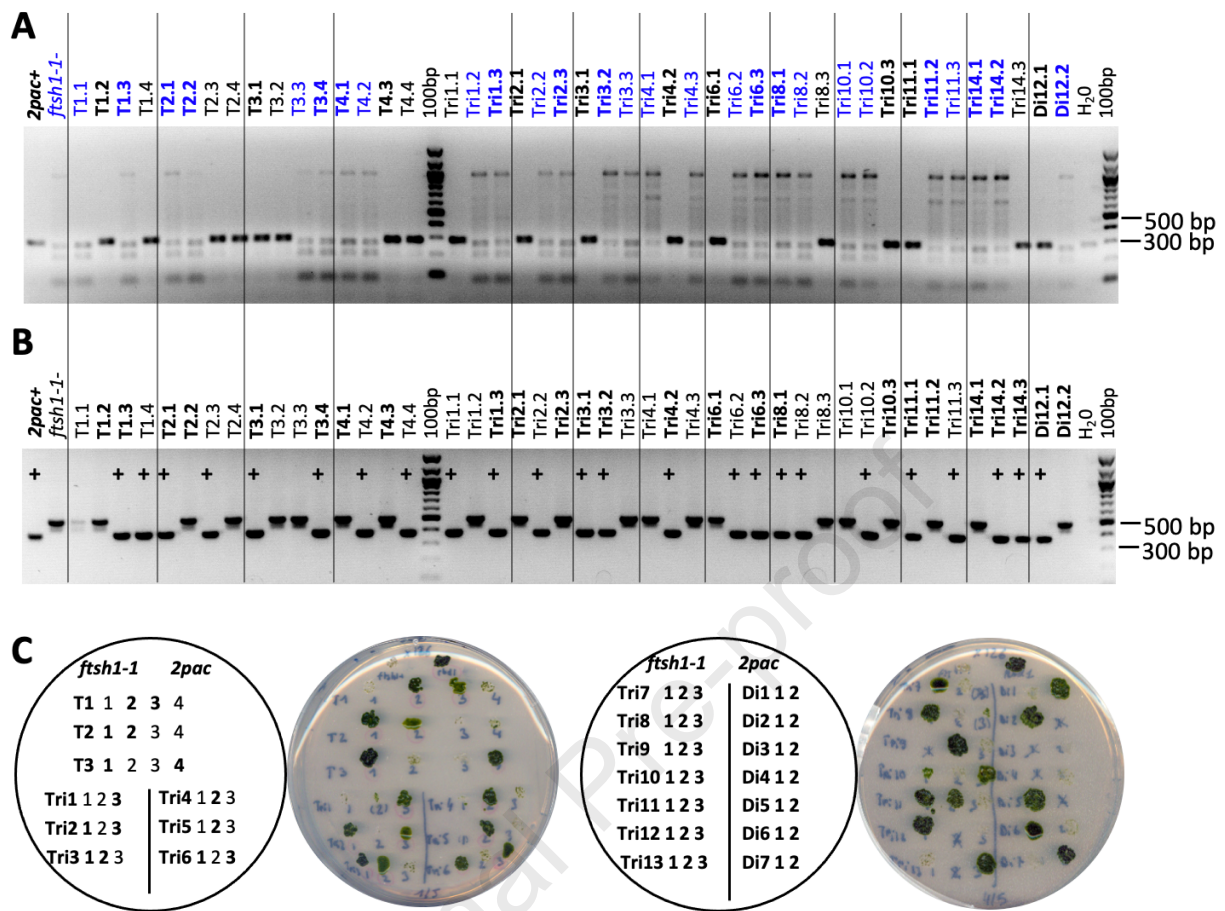 A
2pac+ ftsh1-1- T1.1 T1.2 T1.3 T1.4 T2.1 T2.2 T2.3 T2.4 T3.1 T3.2 T3.3 T3.4 T4.1 T4.2 T4.3 T4.4 100bp Tri1.1 Tri1.2 Tri1.3 Tri2.1 Tri2.2 Tri2.3 Tri3.1 Tri3.2 Tri3.3 Tri4.1 Tri4.2 Tri4.3 Tri6.1 Tri6.2 Tri6.3 Tri8.1 Tri8.2 Tri8.3 Tri10.1 Tri10.2 Tri10.3 Tri11.1 Tri11.2 Tri11.3 Tri14.1 Tri14.2 Tri14.3 Di12.1 Di12.2 H₂O 100bp
500 bp
300 bp
B
2pac+ ftsh1-1- T1.1 T1.2 T1.3 T1.4 T2.1 T2.2 T2.3 T2.4 T3.1 T3.2 T3.3 T3.4 T4.1 T4.2 T4.3 T4.4 100bp Tri1.1 Tri1.2 Tri1.3 Tri2.1 Tri2.2 Tri2.3 Tri3.1 Tri3.2 Tri3.3 Tri4.1 Tri4.2 Tri4.3 Tri6.1 Tri6.2 Tri6.3 Tri8.1 Tri8.2 Tri8.3 Tri10.1 Tri10.2 Tri10.3 Tri11.1 Tri11.2 Tri11.3 Tri14.1 Tri14.2 Tri14.3 Di12.1 Di12.2 H₂O 100bp
+ + + + + + + + + + + + + + + + + + + + + + + +
500 bp
300 bp
C
ftsh1-1 2pac
T1 1 2 3 4
T2 1 2 3 4
T3 1 2 3 4
Tri1 1 2 3 Tri4 1 2 3
Tri2 1 2 3 Tri5 1 2 3
Tri3 1 2 3 Tri6 1 2 3
ftsh1-1 2pac
Tri7 1 2 3 Di1 1 2
Tri8 1 2 3 Di2 1 2
Tri9 1 2 3 Di3 1 2
Tri10 1 2 3 Di4 1 2
Tri11 1 2 3 Di5 1 2
Tri12 1 2 3 Di6 1 2
Tri13 1 2 3 Di7 1 2
Pre-proof